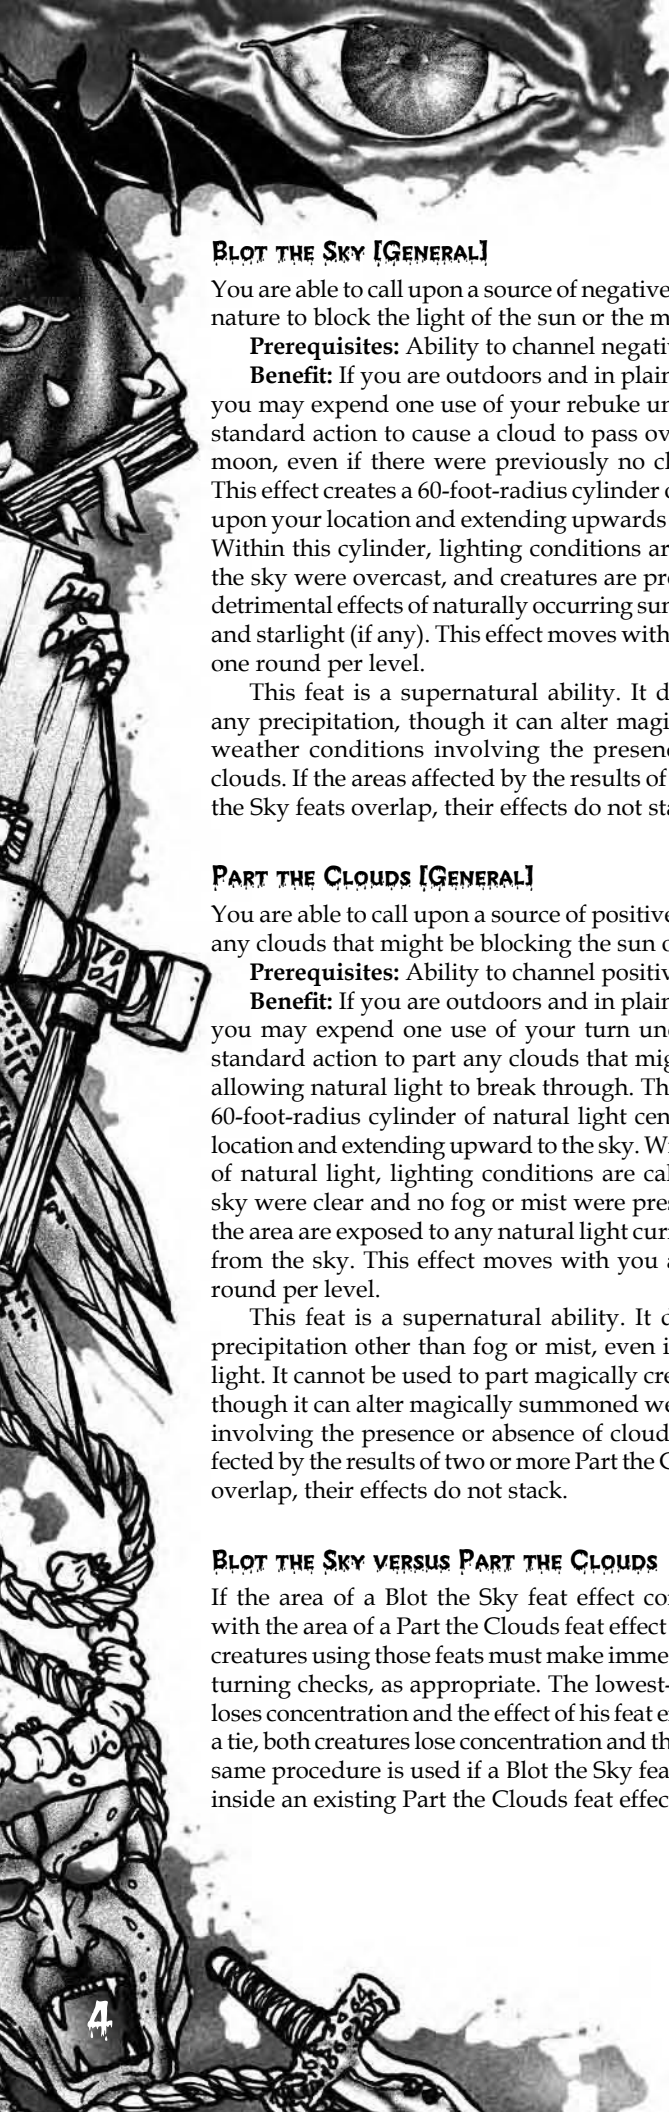 Blot the Sky [General]
You are able to call upon a source of negative
nature to block the light of the sun or the m
Prerequisites: Ability to channel negati
Benefit: If you are outdoors and in plain
you may expend one use of your rebuke un
standard action to cause a cloud to pass ov
moon, even if there were previously no cl
This effect creates a 60-foot-radius cylinder o
upon your location and extending upwards
Within this cylinder, lighting conditions ar
the sky were overcast, and creatures are pro
detrimental effects of naturally occurring sun
and starlight (if any). This effect moves with
one round per level.
This feat is a supernatural ability. It d
any precipitation, though it can alter magi
weather conditions involving the presen
clouds. If the areas affected by the results of
the Sky feats overlap, their effects do not sta
Part the Clouds [General]
You are able to call upon a source of positive
any clouds that might be blocking the sun o
Prerequisites: Ability to channel positiv
Benefit: If you are outdoors and in plain
you may expend one use of your turn und
standard action to part any clouds that mig
allowing natural light to break through. Th
60-foot-radius cylinder of natural light cen
location and extending upward to the sky. Wi
of natural light, lighting conditions are cal
sky were clear and no fog or mist were pres
the area are exposed to any natural light curr
from the sky. This effect moves with you a
round per level.
This feat is a supernatural ability. It d
precipitation other than fog or mist, even i
light. It cannot be used to part magically cre
though it can alter magically summoned we
involving the presence or absence of cloud
fected by the results of two or more Part the C
overlap, their effects do not stack.
Blot the Sky versus Part the Clouds
If the area of a Blot the Sky feat effect co
with the area of a Part the Clouds feat effect
creatures using those feats must make imme
turning checks, as appropriate. The lowest-
loses concentration and the effect of his feat e
a tie, both creatures lose concentration and th
same procedure is used if a Blot the Sky fea
inside an existing Part the Clouds feat effec
4